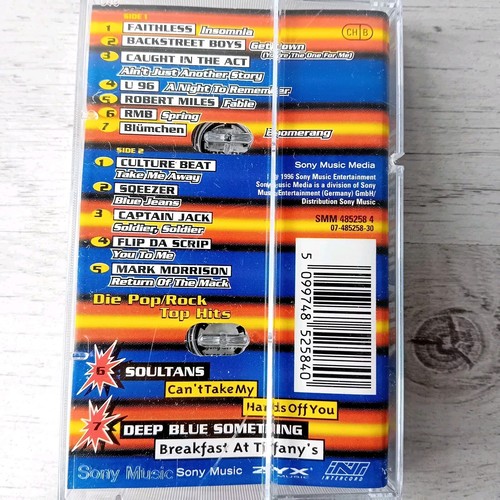 SIDE 1
1 FAITHLESS Insomnia
2 BACKSTREET BOYS Get Down
(You're The One For Me)
3 CAUGHT IN THE ACT
Ain't Just Another Story
4 U 96 A Night To Remember
5 ROBERT MILES Fable
6 RMB Spring
7 Blümchen Boomerang
CH B
SIDE 2
1 CULTURE BEAT
Take Me Away
2 SQEEZER
Blue Jeans
3 CAPTAIN JACK
Soldier, Soldier
4 FLIP DA SCRIP
You To Me
5 MARK MORRISON
Return Of The Mack
Sony Music Media
1996 Sony Music Entertainment
Sony Music Media is a division of Sony
Music Entertainment (Germany) GmbH/
Distribution Sony Music
SMM 485258 4
07-485258-30
5 099748 525840
Die Pop/Rock
Top Hits
6 SOULTANS
Can't Take My
Hands Off You
7 DEEP BLUE SOMETHING
Breakfast At Tiffany's
Sony Music Sony Music ZYX MUSIC INT INTERCORD